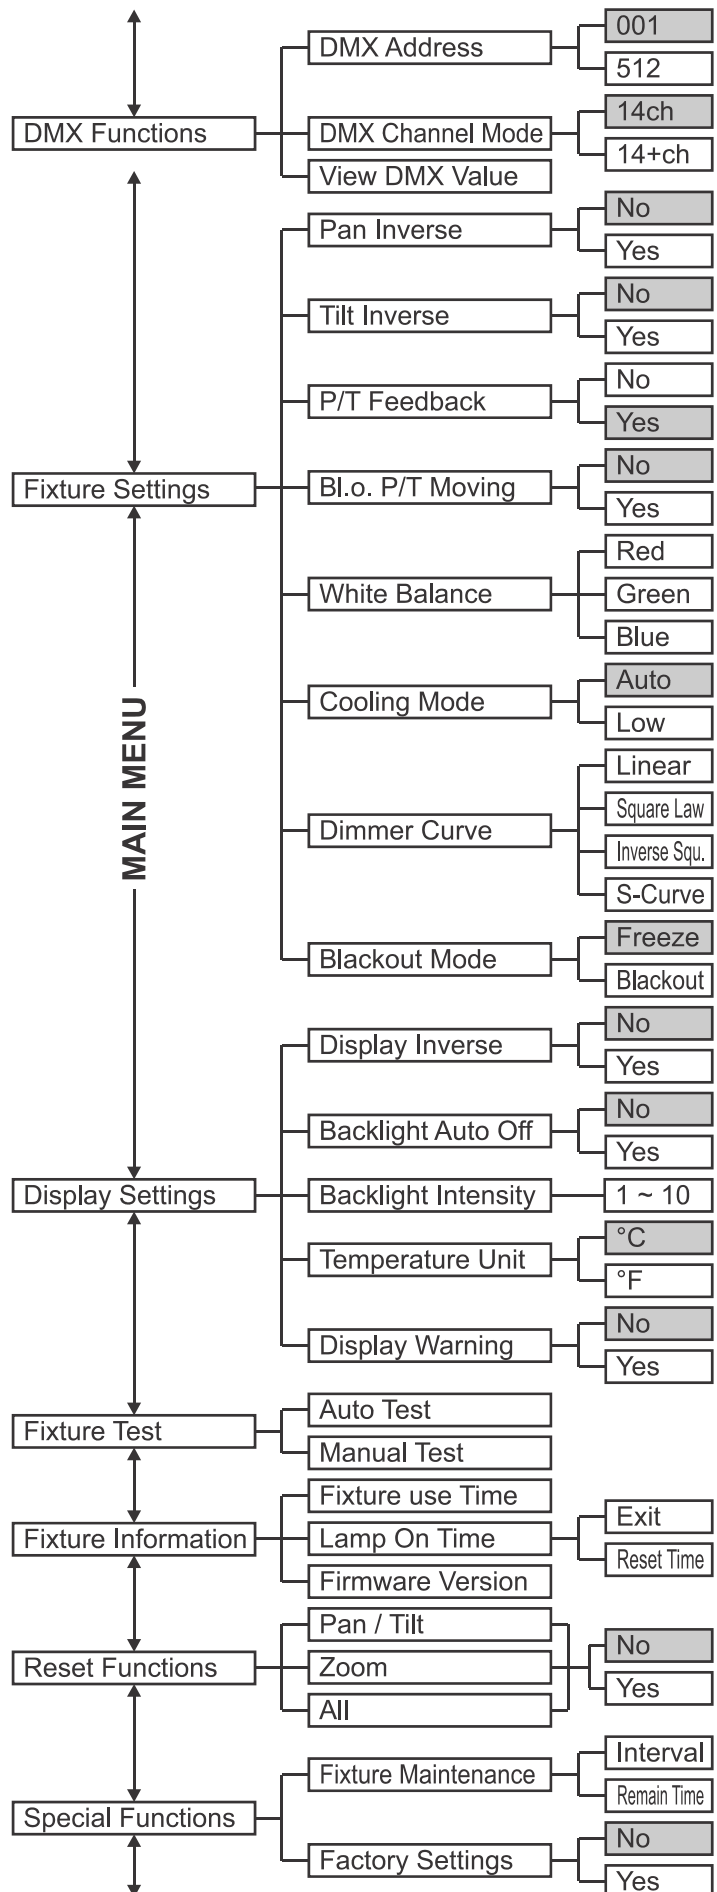 001
DMX Address
512
14ch
DMX Functions
DMX Channel Mode
14+ch
View DMX Value
No
Pan Inverse
Yes
No
Tilt Inverse
Yes
No
P/T Feedback
Yes
No
Fixture Settings
Bl.o. P/T Moving
Yes
Red
White Balance
Green
Blue
Auto
Cooling Mode
Low
MAIN MENU
Linear
Square Law
Dimmer Curve
Inverse Squ.
S-Curve
Freeze
Blackout Mode
Blackout
No
Display Inverse
Yes
No
Backlight Auto Off
Yes
Display Settings
Backlight Intensity
1 ~ 10
°C
Temperature Unit
°F
No
Display Warning
Yes
Auto Test
Fixture Test
Manual Test
Fixture use Time
Exit
Fixture Information
Lamp On Time
Reset Time
Firmware Version
Pan / Tilt
No
Reset Functions
Zoom
Yes
All
Interval
Fixture Maintenance
Remain Time
Special Functions
No
Factory Settings
Yes